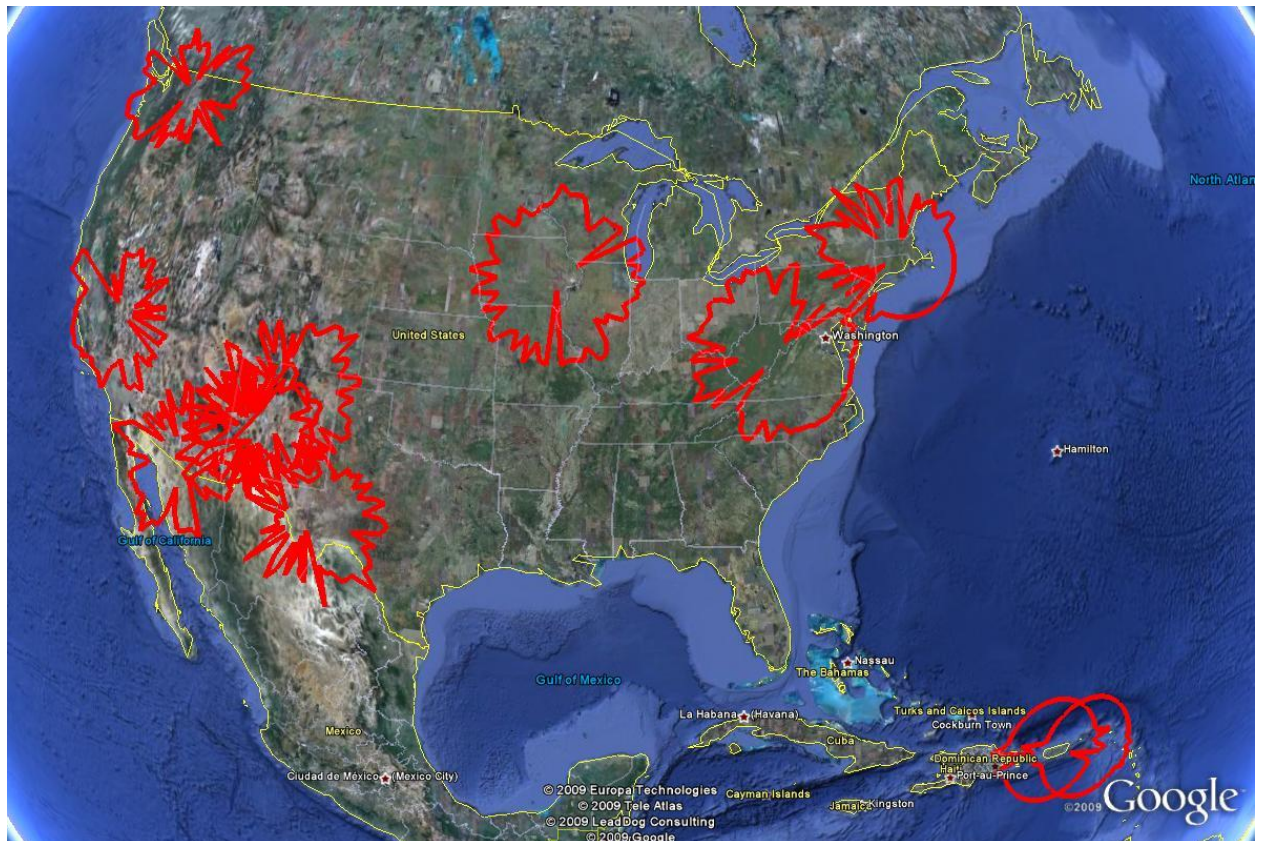 North Atlan
United States
Washington
Hamilton
Gulf of California
Gulf of Mexico
Nassau
The Bahamas
La Habana (Havana)
Turks and Caicos Islands
Cockburn Town
Mexico
Cuba
Dominican Republic
Haiti
Port-au-Prince
Ciudad de México (Mexico City)
Cayman Islands
Jamaica
Kingston
© 2009 Europa Technologies
© 2009 Tele Atlas
© 2009 LeadDog Consulting
© 2009 Google
©2009 Google